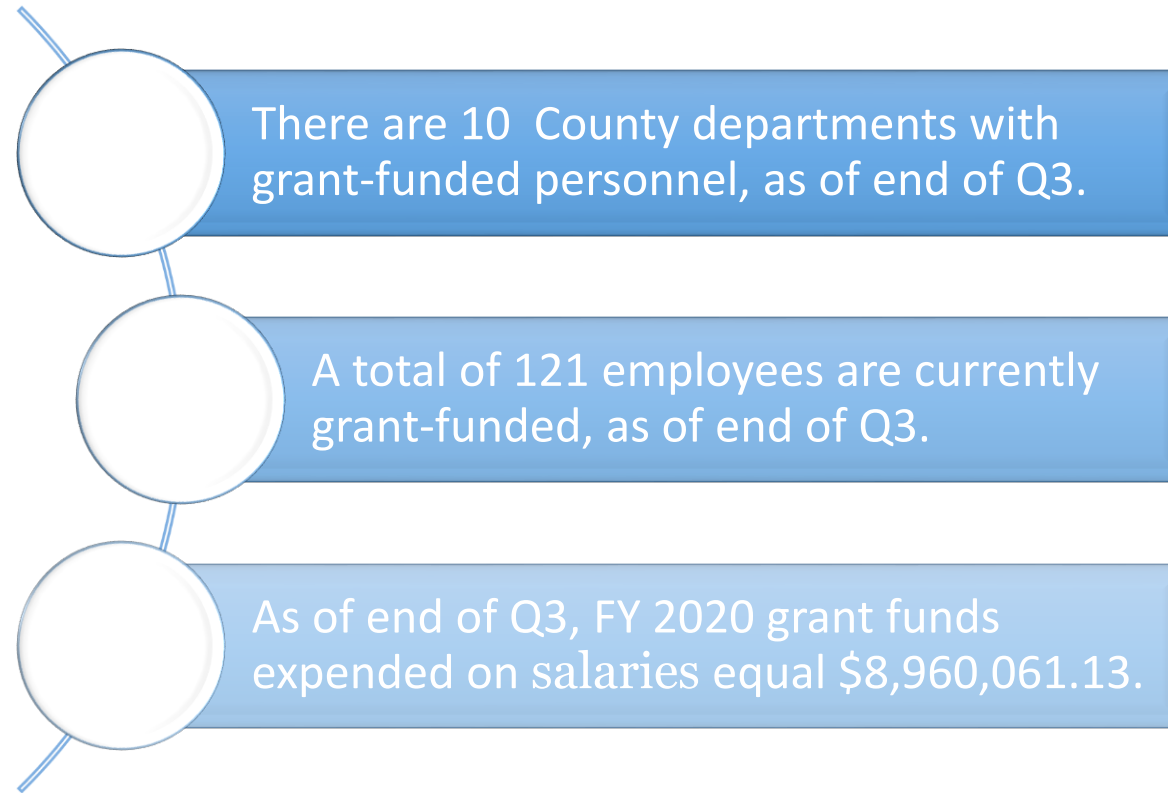 There are 10  County departments with
grant-funded personnel, as of end of Q3.
A total of 121 employees are currently
grant-funded, as of end of Q3.
As of end of Q3, FY 2020 grant funds
expended on salaries equal $8,960,061.13.